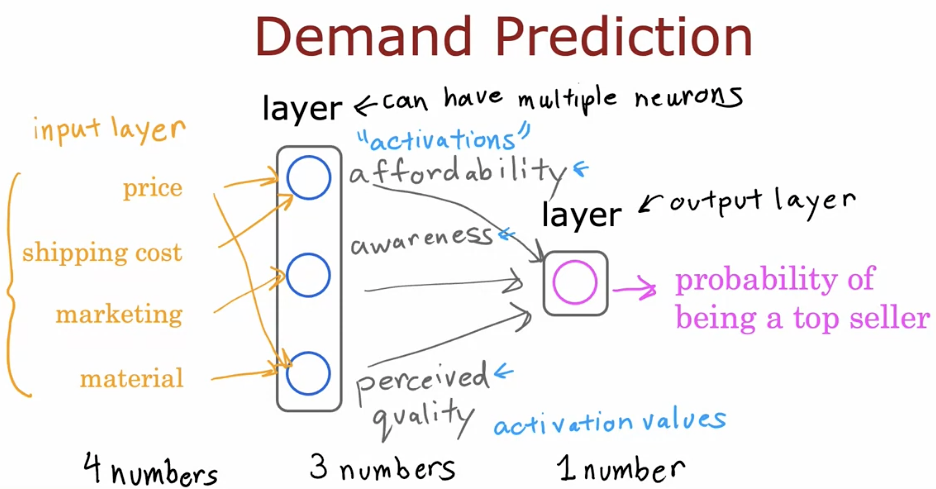 Demand Prediction
layer ← can have multiple neurons
input layer
"activations"
affordability ←
price
layer ← output layer
shipping cost
awareness ←
probability of
being a top seller
marketing
material
perceived ←
quality
activation values
4 numbers
3 numbers
1 number